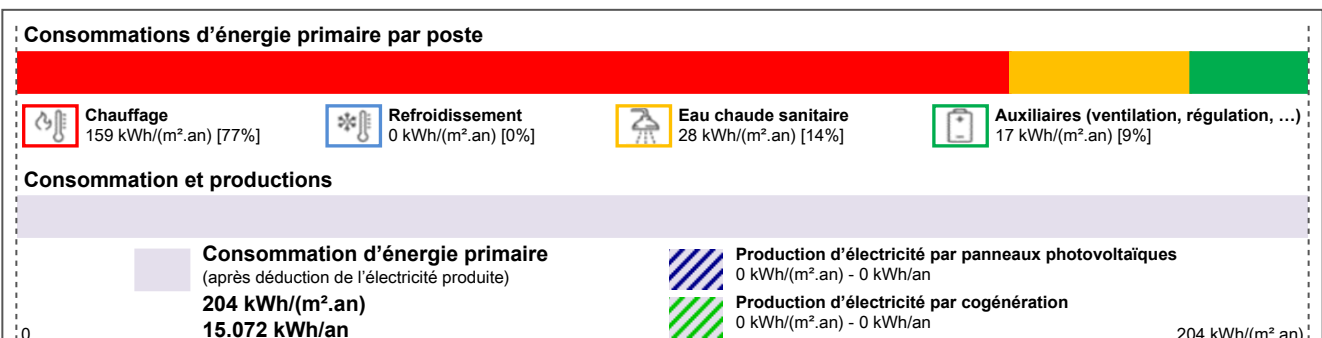 Consommations d’énergie primaire par poste
Chauffage
159 kWh/(m².an) [77%]
Refroidissement
0 kWh/(m².an) [0%]
Eau chaude sanitaire
28 kWh/(m².an) [14%]
Auxiliaires (ventilation, régulation, …)
17 kWh/(m².an) [9%]
Consommation et productions
Consommation d’énergie primaire
(après déduction de l’électricité produite)
204 kWh/(m².an)
15.072 kWh/an
Production d’électricité par panneaux photovoltaïques
0 kWh/(m².an) - 0 kWh/an
Production d’électricité par cogénération
0 kWh/(m².an) - 0 kWh/an
0
204 kWh/(m².an)